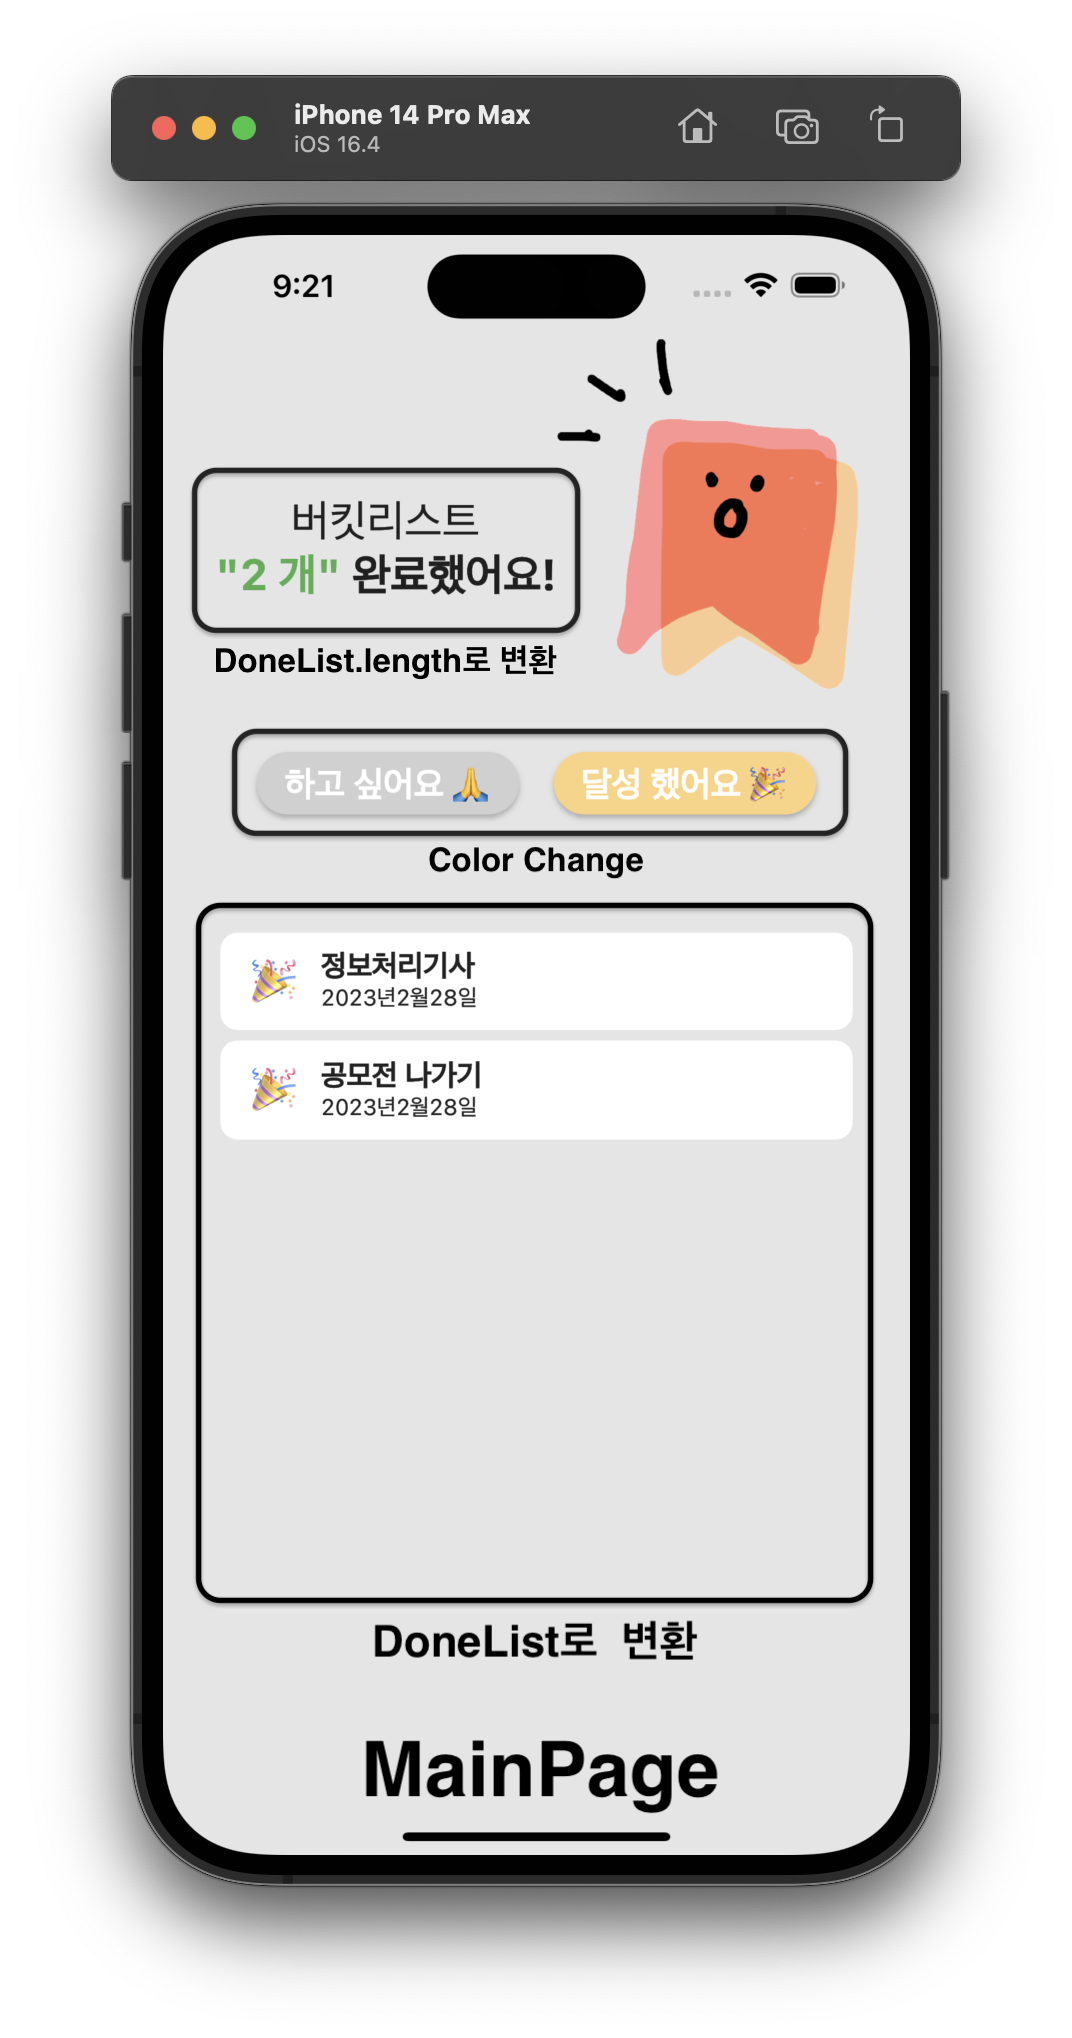 iPhone 14 Pro Max
iOS 16.4
9:21
버킷리스트
"2 개" 완료했어요!
DoneList.length로 변환
하고 싶어요 🙏 달성 했어요 🎉
Color Change
🎉 정보처리기사
2023년2월28일
🎉 공모전 나가기
2023년2월28일
DoneList로 변환
MainPage